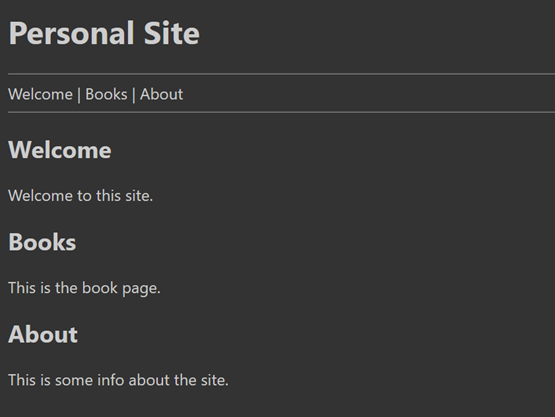 Personal Site
Welcome | Books | About
Welcome
Welcome to this site.
Books
This is the book page.
About
This is some info about the site.